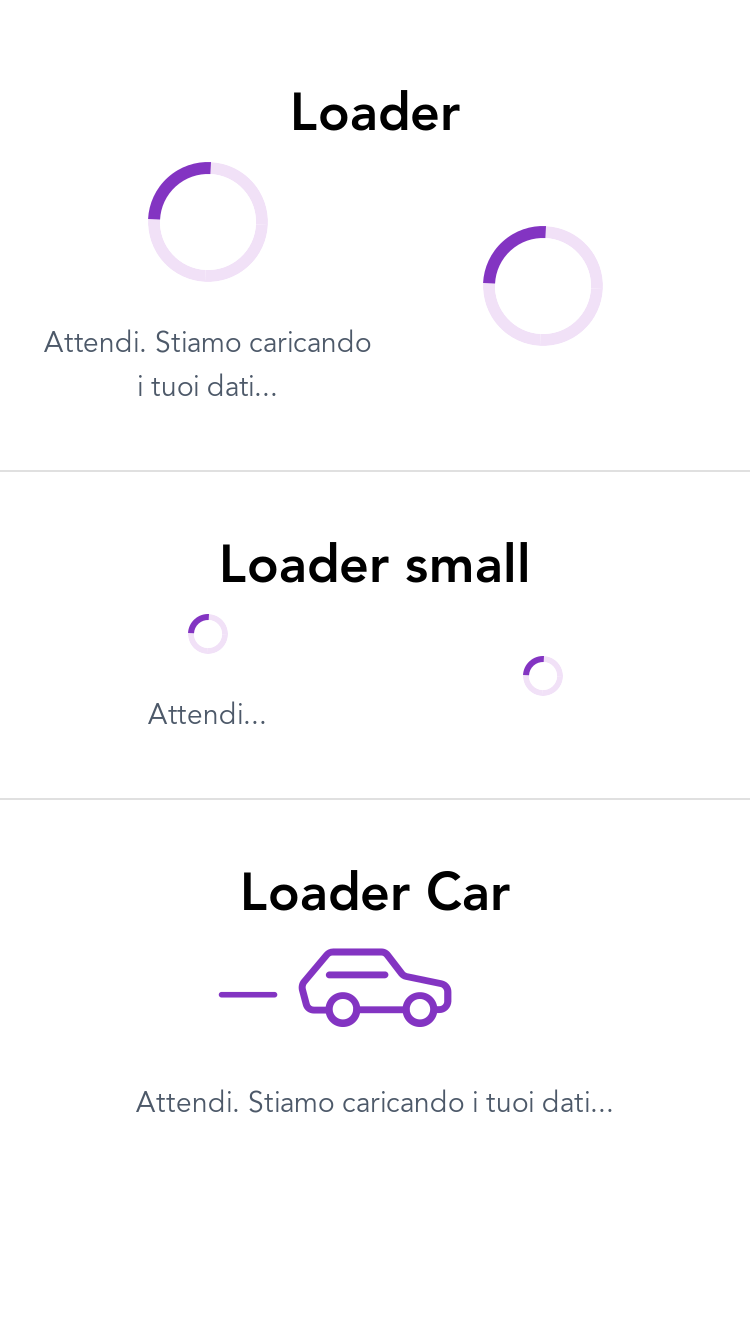 Loader
Attendi. Stiamo caricando
i tuoi dati...
Loader small
Attendi...
Loader Car
Attendi. Stiamo caricando i tuoi dati...